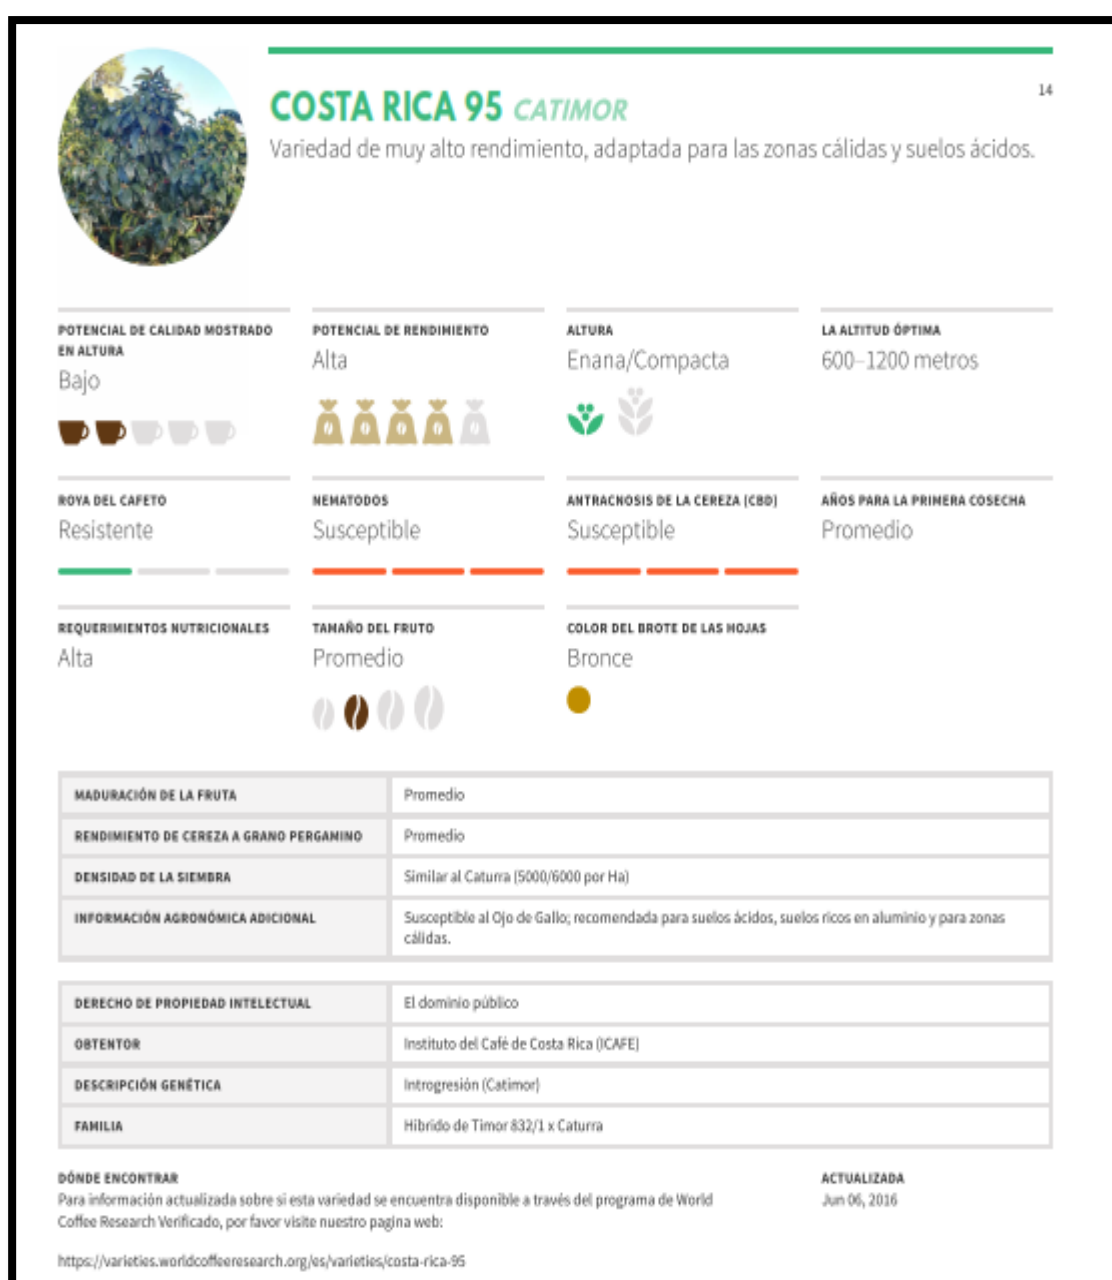 COSTA RICA 95 CATIMOR
14
Variedad de muy alto rendimiento, adaptada para las zonas cálidas y suelos ácidos.
POTENCIAL DE CALIDAD MOSTRADO
EN ALTURA
Bajo
POTENCIAL DE RENDIMIENTO
Alta
ALTURA
Enana/Compacta
LA ALTITUD ÓPTIMA
600–1200 metros
ROYA DEL CAFETO
Resistente
NEMATODOS
Susceptible
ANTRACNOSIS DE LA CEREZA (CBD)
Susceptible
AÑOS PARA LA PRIMERA COSECHA
Promedio
REQUERIMIENTOS NUTRICIONALES
Alta
TAMAÑO DEL FRUTO
Promedio
COLOR DEL BROTE DE LAS HOJAS
Bronce
MADURACIÓN DE LA FRUTA
Promedio
RENDIMIENTO DE CEREZA A GRANO PERGAMINO
Promedio
DENSIDAD DE LA SIEMBRA
Similar al Caturra (5000/6000 por Ha)
INFORMACIÓN AGRONÓMICA ADICIONAL
Susceptible al Ojo de Gallo; recomendada para suelos ácidos, suelos ricos en aluminio y para zonas
cálidas.
DERECHO DE PROPIEDAD INTELECTUAL
El dominio público
OBTENTOR
Instituto del Café de Costa Rica (ICAFE)
DESCRIPCIÓN GENÉTICA
Introgresión (Catimor)
FAMILIA
Hibrido de Timor 832/1 x Caturra
DÓNDE ENCONTRAR
Para información actualizada sobre si esta variedad se encuentra disponible a través del programa de World
Coffee Research Verificado, por favor visite nuestro pagina web:
https://varieties.worldcoffeeresearch.org/es/varieties/costa-rica-95
ACTUALIZADA
Jun 06, 2016